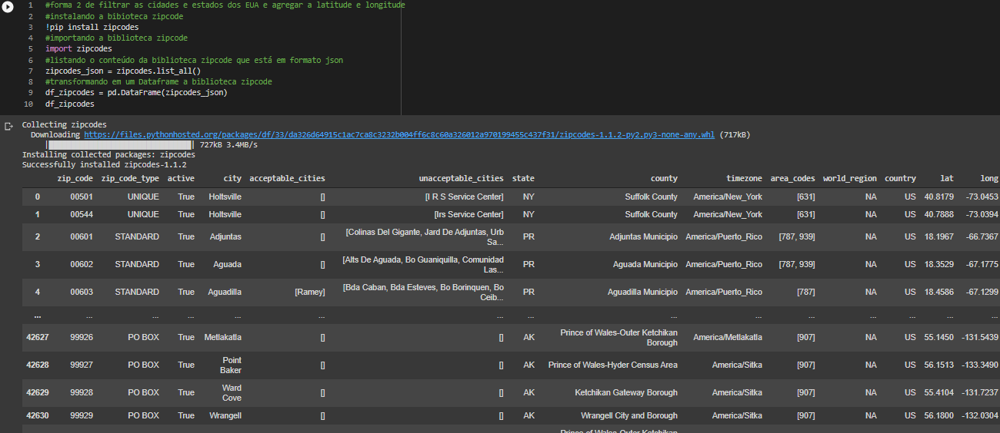 1 #forma 2 de filtrar as cidades e estados dos EUA e agregar a latitude e longitude
2 #instalando a bibioteca zipcode
3 !pip install zipcodes
4 #importando a biblioteca zipcode
5 import zipcodes
6 #listando o conteúdo da biblioteca zipcode que está em formato json
7 zipcodes_json = zipcodes.list_all()
8 #transformando em um Dataframe a biblioteca zipcode
9 df_zipcodes = pd.DataFrame(zipcodes_json)
10 df_zipcodes
Collecting zipcodes
Downloading https://files.pythonhosted.org/packages/df/33/da326d64915c1ac7ca8c3232b004ff6c8c60a326012a970199455c437f31/zipcodes-1.1.2-py2.py3-none-any.whl (717kB)
727kB 3.4MB/s
Installing collected packages: zipcodes
Successfully installed zipcodes-1.1.2
zip_code zip_code_type active city acceptable_cities unacceptable_cities state county timezone area_codes world_region country lat long
0 00501 UNIQUE True Holtsville [] [I R S Service Center] NY Suffolk County America/New_York [631] NA US 40.8179 -73.0453
1 00544 UNIQUE True Holtsville [] [Irs Service Center] NY Suffolk County America/New_York [631] NA US 40.7888 -73.0394
2 00601 STANDARD True Adjuntas [] [Colinas Del Gigante, Jard De Adjuntas, Urb Sa... PR Adjuntas Municipio America/Puerto_Rico [787, 939] NA US 18.1967 -66.7367
3 00602 STANDARD True Aguada [] [Alts De Aguada, Bo Guaniquilla, Comunidad Las... PR Aguada Municipio America/Puerto_Rico [787, 939] NA US 18.3529 -67.1775
4 00603 STANDARD True Aguadilla [Ramey] [Bda Caban, Bda Esteves, Bo Borinquen, Bo Ceib... PR Aguadilla Municipio America/Puerto_Rico [787] NA US 18.4586 -67.1299
... ... ... ... ... ... ... ... ... ... ... ... ... ... ...
42627 99926 PO BOX True Metlakatla [] [] AK Prince of Wales-Outer Ketchikan Borough America/Metlakatla [907] NA US 55.1450 -131.5439
42628 99927 PO BOX True Point Baker [] [] AK Prince of Wales-Hyder Census Area America/Sitka [907] NA US 56.1513 -133.3490
42629 99928 PO BOX True Ward Cove [] [] AK Ketchikan Gateway Borough America/Sitka [907] NA US 55.4104 -131.7237
42630 99929 PO BOX True Wrangell [] [] AK Wrangell City and Borough America/Sitka [907] NA US 56.1800 -132.0304
Prince of Wales-Outer Ketchikan